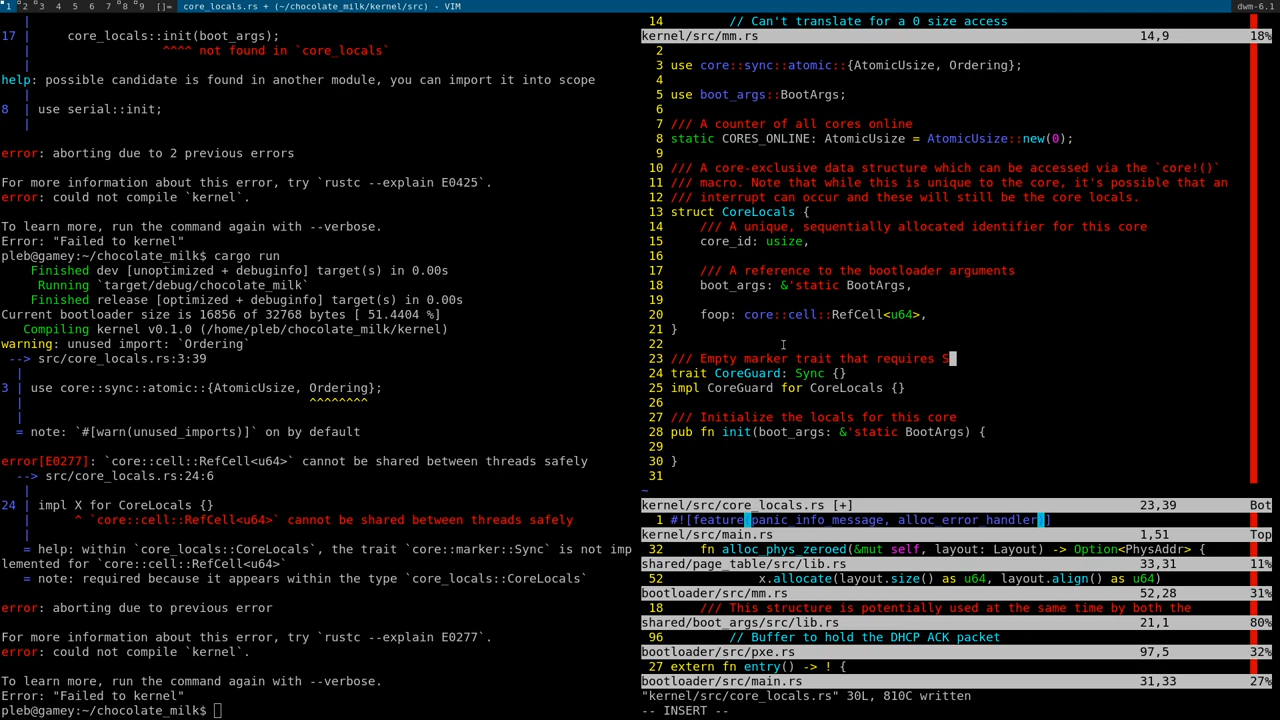 1 2 3 4 5 6 7 8 9 []= core_locals.rs + (~/chocolate_milk/kernel/src) - VIM dwm-6.1
17 |     core_locals::init(boot_args);
   |                  ^^^^ not found in `core_locals`
   |
help: possible candidate is found in another module, you can import it into scope
   |
8  | use serial::init;
   |
error: aborting due to 2 previous errors
For more information about this error, try `rustc --explain E0425`.
error: could not compile `kernel`.
To learn more, run the command again with --verbose.
Error: "Failed to kernel"
pleb@gamey:~/chocolate_milk$ cargo run
    Finished dev [unoptimized + debuginfo] target(s) in 0.00s
     Running `target/debug/chocolate_milk`
    Finished release [optimized + debuginfo] target(s) in 0.00s
Current bootloader size is 16856 of 32768 bytes [ 51.4404 %]
   Compiling kernel v0.1.0 (/home/pleb/chocolate_milk/kernel)
warning: unused import: `Ordering`
 --> src/core_locals.rs:3:39
  |
3 | use core::sync::atomic::{AtomicUsize, Ordering};
  |                                       ^^^^^^^^
  |
  = note: `#[warn(unused_imports)]` on by default
error[E0277]: `core::cell::RefCell<u64>` cannot be shared between threads safely
  --> src/core_locals.rs:24:6
   |
24 | impl X for CoreLocals {}
   |      ^ `core::cell::RefCell<u64>` cannot be shared between threads safely
   |
   = help: within `core_locals::CoreLocals`, the trait `core::marker::Sync` is not imp
lemented for `core::cell::RefCell<u64>`
   = note: required because it appears within the type `core_locals::CoreLocals`
error: aborting due to previous error
For more information about this error, try `rustc --explain E0277`.
error: could not compile `kernel`.
To learn more, run the command again with --verbose.
Error: "Failed to kernel"
pleb@gamey:~/chocolate_milk$
14         // Can't translate for a 0 size access
kernel/src/mm.rs 14,9 18%
2
3 use core::sync::atomic::{AtomicUsize, Ordering};
4
5 use boot_args::BootArgs;
6
7 /// A counter of all cores online
8 static CORES_ONLINE: AtomicUsize = AtomicUsize::new(0);
9
10 /// A core-exclusive data structure which can be accessed via the `core!()`
11 /// macro. Note that while this is unique to the core, it's possible that an
12 /// interrupt can occur and these will still be the core locals.
13 struct CoreLocals {
14     /// A unique, sequentially allocated identifier for this core
15     core_id: usize,
16
17     /// A reference to the bootloader arguments
18     boot_args: &'static BootArgs,
19
20     foop: core::cell::RefCell<u64>,
21 }
22
23 /// Empty marker trait that requires S
24 trait CoreGuard: Sync {}
25 impl CoreGuard for CoreLocals {}
26
27 /// Initialize the locals for this core
28 pub fn init(boot_args: &'static BootArgs) {
29
30 }
31
~
kernel/src/core_locals.rs [+] 23,39 Bot
1 #![feature(panic_info_message, alloc_error_handler)]
kernel/src/main.rs 1,51 Top
32     fn alloc_phys_zeroed(&mut self, layout: Layout) -> Option<PhysAddr> {
shared/page_table/src/lib.rs 33,31 11%
52             x.allocate(layout.size() as u64, layout.align() as u64)
bootloader/src/mm.rs 52,28 31%
18     /// This structure is potentially used at the same time by both the
shared/boot_args/src/lib.rs 21,1 80%
96         // Buffer to hold the DHCP ACK packet
bootloader/src/pxe.rs 97,5 32%
27 extern fn entry() -> ! {
bootloader/src/main.rs 31,33 27%
"kernel/src/core_locals.rs" 30L, 810C written
-- INSERT --